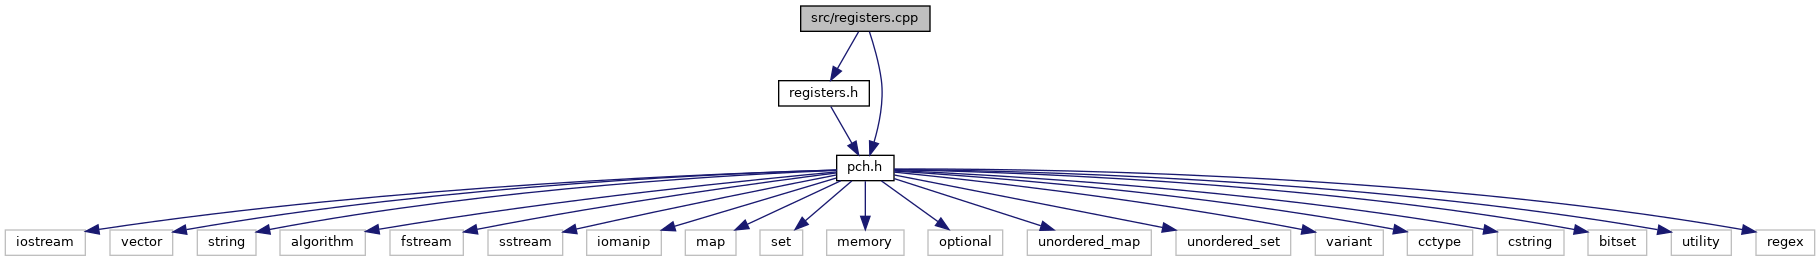 src/registers.cpp
registers.h
pch.h
iostream
vector
string
algorithm
fstream
sstream
iomanip
map
set
memory
optional
unordered_map
unordered_set
variant
cctype
cstring
bitset
utility
regex